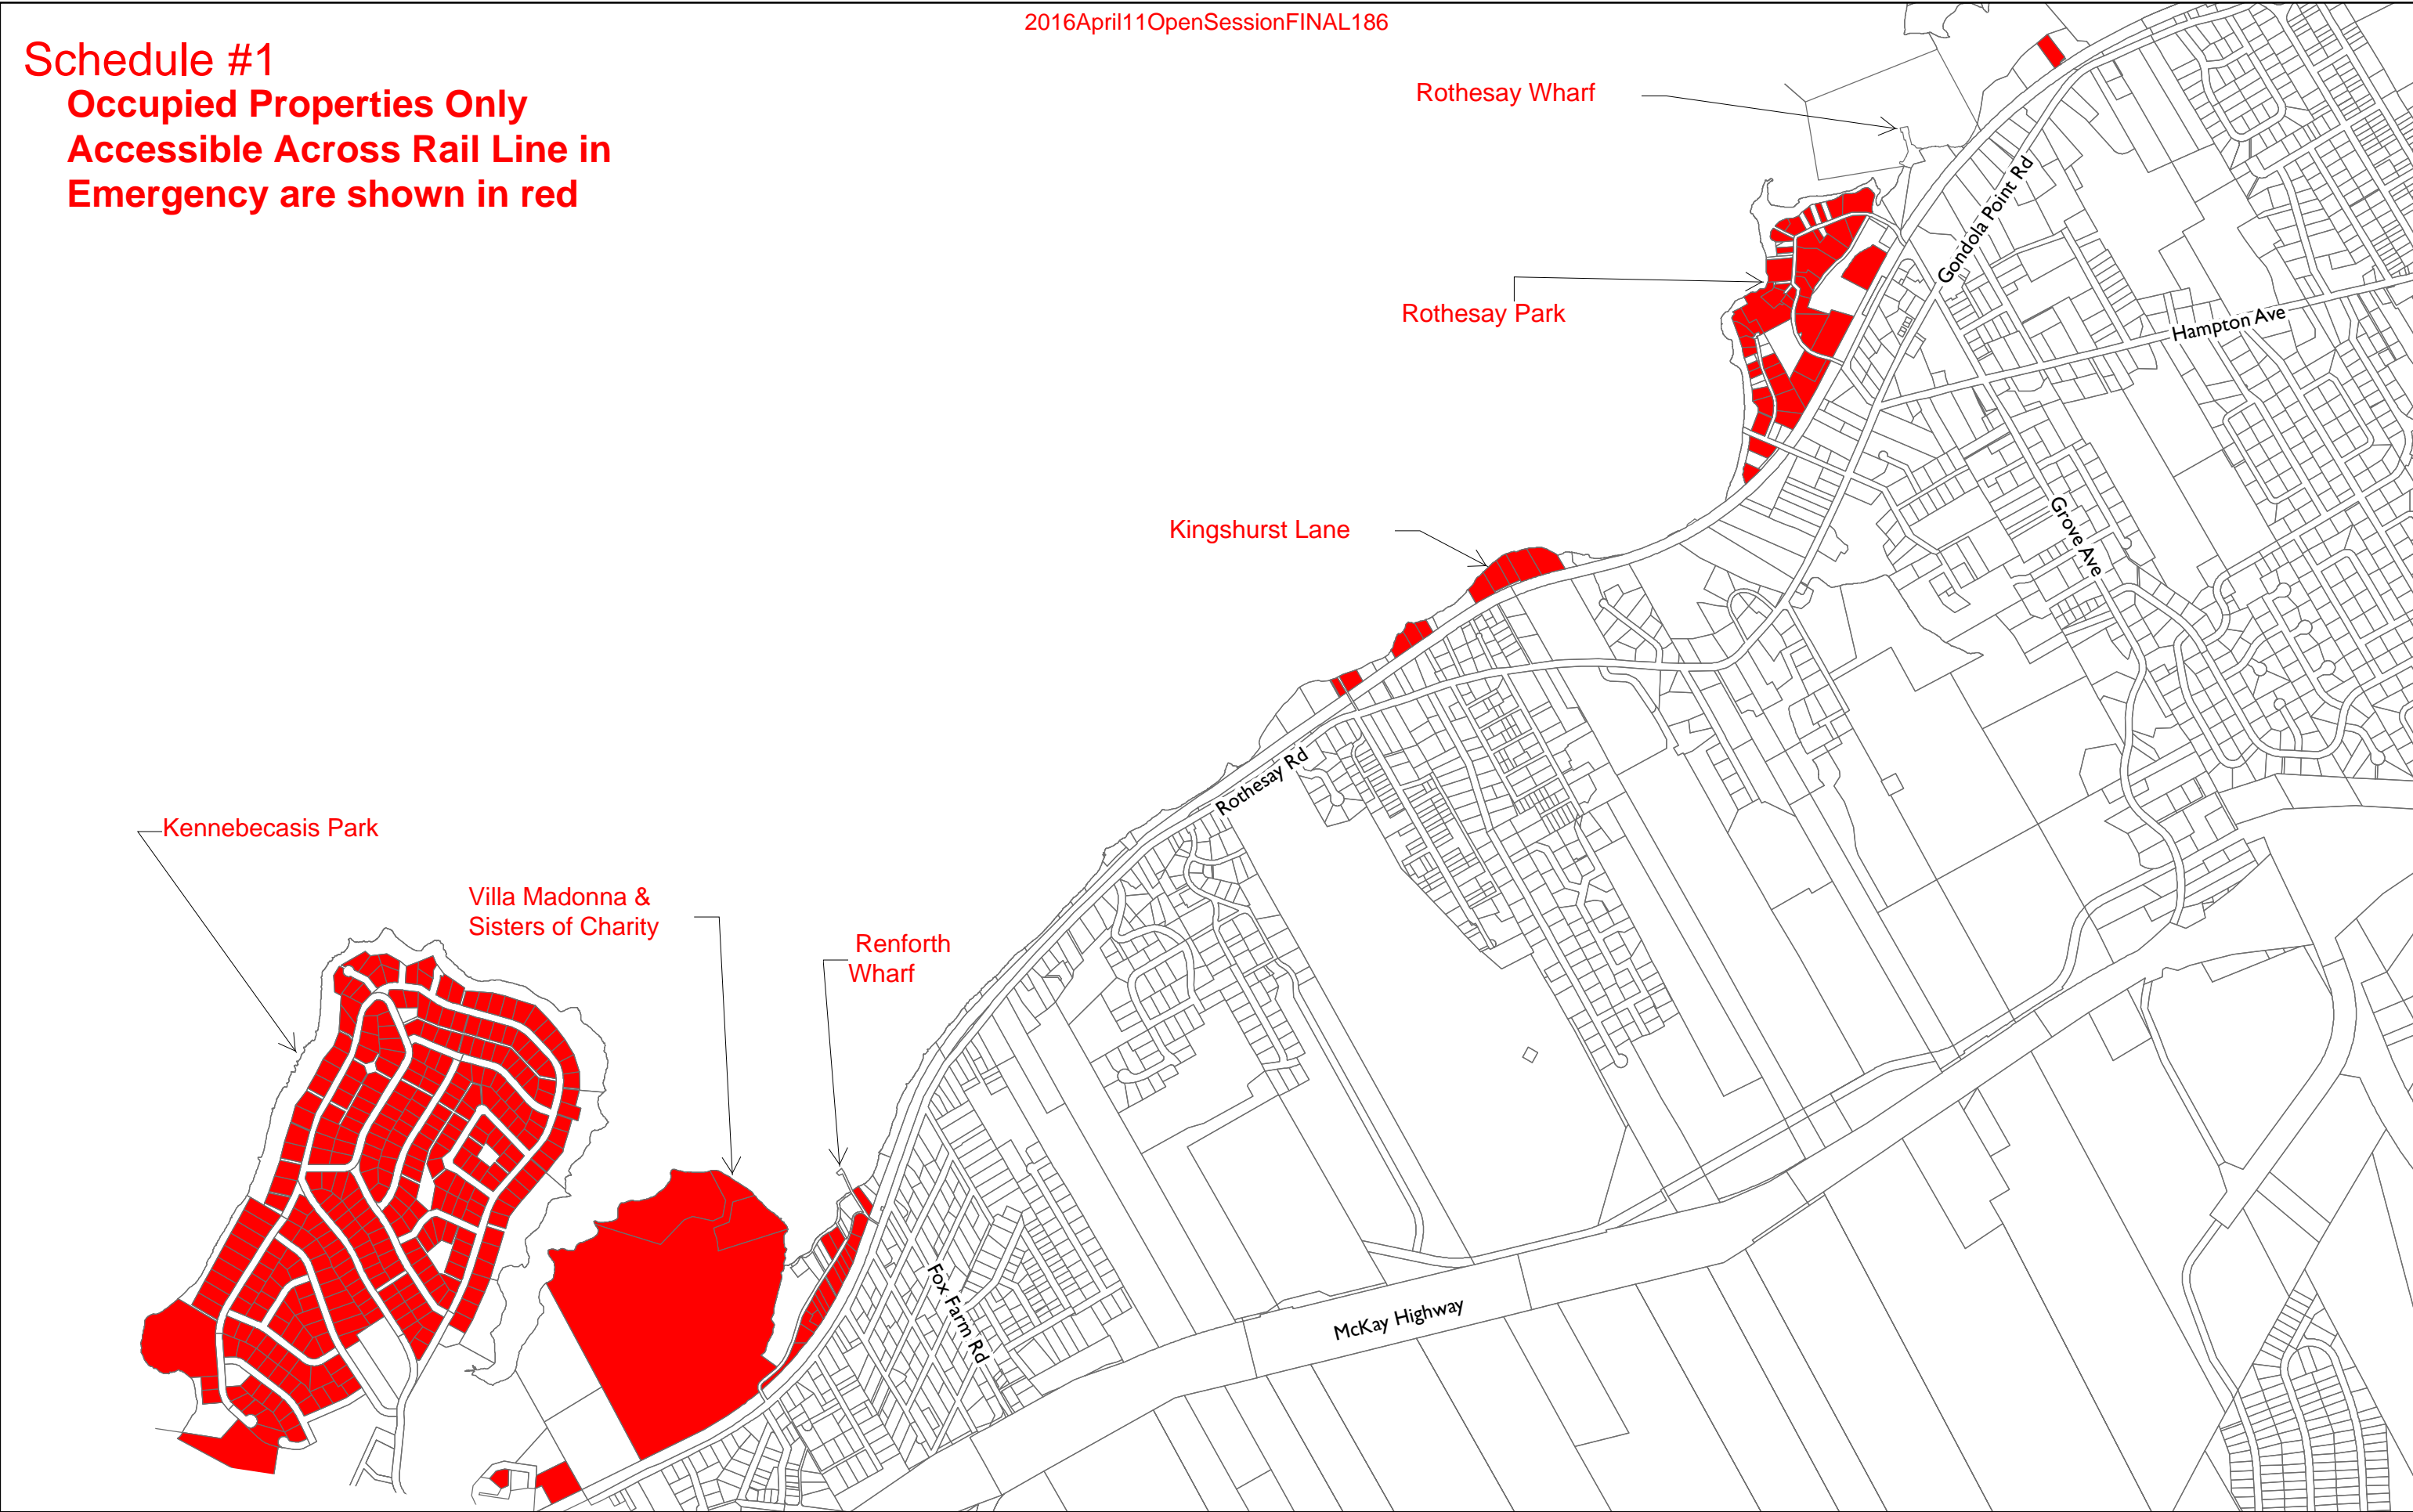 2016April11OpenSessionFINAL186
Schedule #1
Occupied Properties Only
Accessible Across Rail Line in
Emergency are shown in red
Rothesay Wharf
Gondola Point Rd
Rothesay Park
Hampton Ave
Kingshurst Lane
Grove Ave
Rothesay Rd
Kennebecasis Park
Villa Madonna &
Sisters of Charity
Renforth
Wharf
Fox Farm Rd
McKay Highway